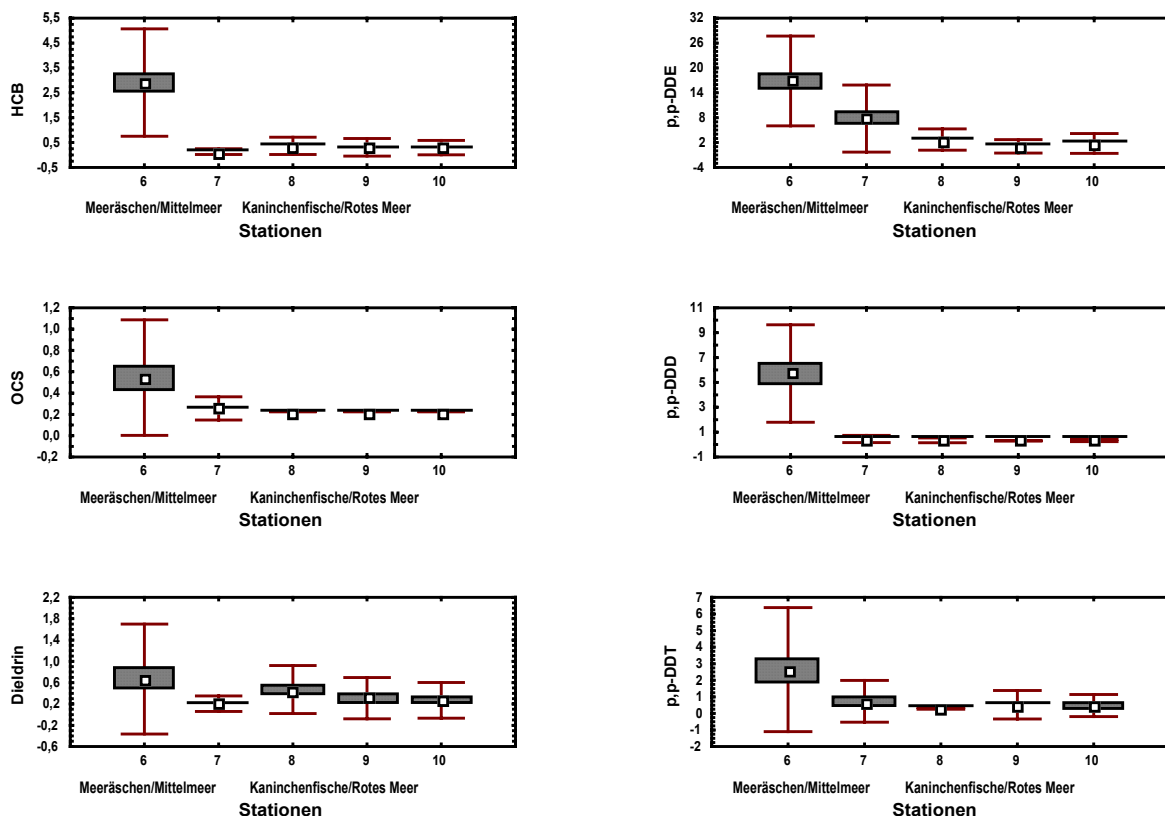 HCB
5,5
4,5
3,5
2,5
1,5
0,5
-0,5
6 7 8 9 10
Meeräschen/Mittelmeer Kaninchenfische/Rotes Meer
Stationen
p,p-DDE
32
26
20
14
8
2
-4
6 7 8 9 10
Meeräschen/Mittelmeer Kaninchenfische/Rotes Meer
Stationen
OCS
1,2
1,0
0,8
0,6
0,4
0,2
0,0
-0,2
6 7 8 9 10
Meeräschen/Mittelmeer Kaninchenfische/Rotes Meer
Stationen
p,p-DDD
11
9
7
5
3
1
-1
6 7 8 9 10
Meeräschen/Mittelmeer Kaninchenfische/Rotes Meer
Stationen
Dieldrin
2,2
1,8
1,4
1,0
0,6
0,2
-0,2
-0,6
6 7 8 9 10
Meeräschen/Mittelmeer Kaninchenfische/Rotes Meer
Stationen
p,p-DDT
7
6
5
4
3
2
1
0
-1
-2
6 7 8 9 10
Meeräschen/Mittelmeer Kaninchenfische/Rotes Meer
Stationen